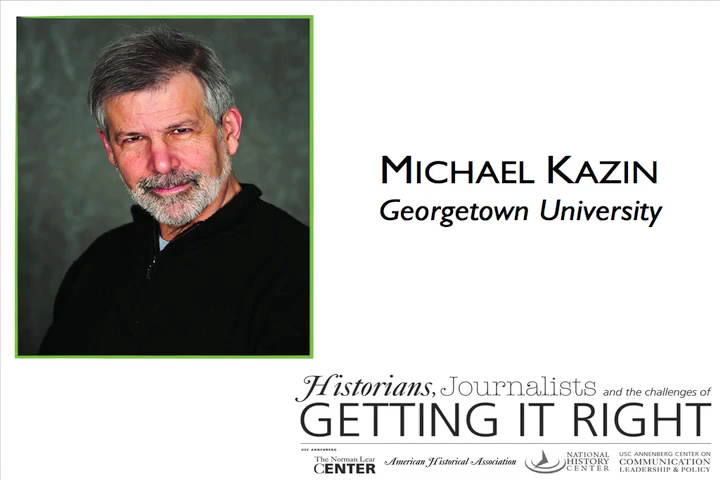 MICHAEL KAZIN
Georgetown University
Historians, Journalists and the challenges of
GETTING IT RIGHT
USC ANNENBERG
The Norman Lear
CENTER
American Historical Association
NATIONAL
HISTORY
CENTER
USC ANNENBERG CENTER ON
COMMUNICATION
LEADERSHIP & POLICY